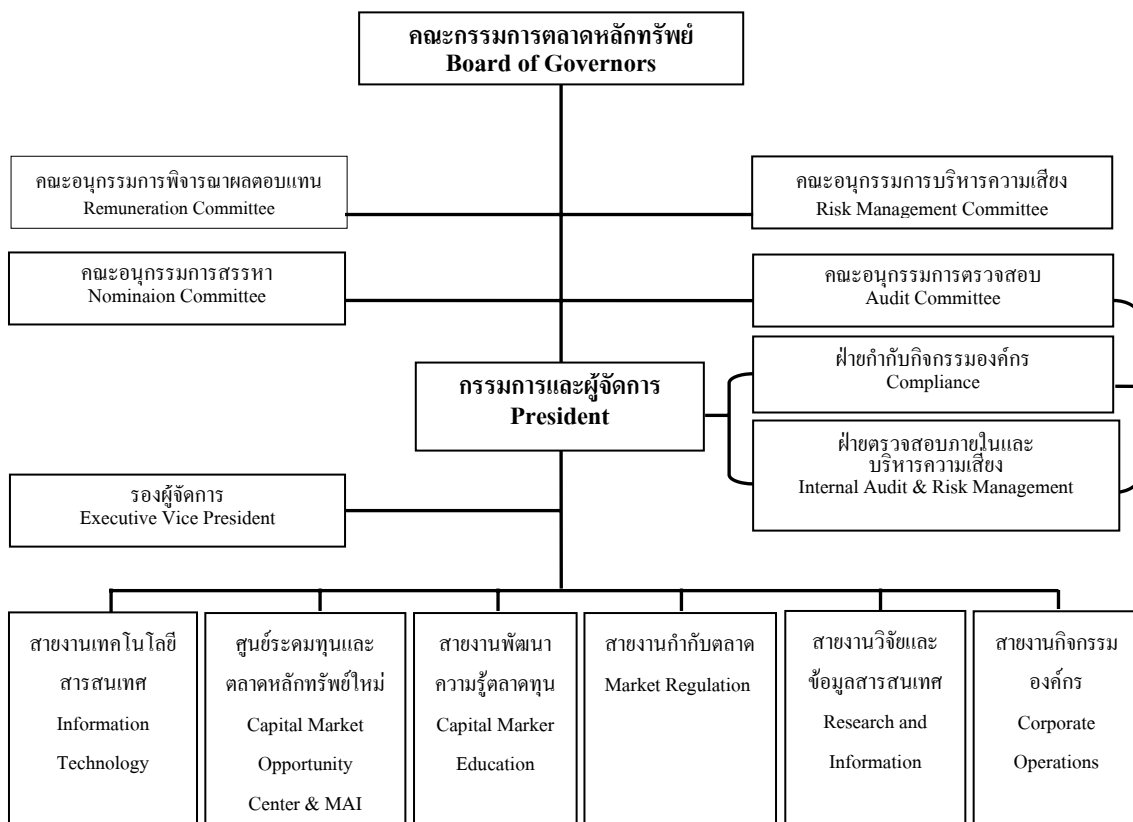 คณะกรรมการตลาดหลักทรัพย์
Board of Governors
คณะอนุกรรมการพิจารณาผลตอบแทน
Remuneration Committee
คณะอนุกรรมการบริหารความเสี่ยง
Risk Management Committee
คณะอนุกรรมการสรรหา
Nominaion Committee
คณะอนุกรรมการตรวจสอบ
Audit Committee
กรรมการและผู้จัดการ
President
ฝ่ายกำกับกิจกรรมองค์กร
Compliance
ฝ่ายตรวจสอบภายในและ
บริหารความเสี่ยง
Internal Audit & Risk Management
รองผู้จัดการ
Executive Vice President
สายงานเทคโนโลยี
สารสนเทศ
Information
Technology
ศูนย์ระดมทุนและ
ตลาดหลักทรัพย์ใหม่
Capital Market
Opportunity
Center & MAI
สายงานพัฒนา
ความรู้ตลาดทุน
Capital Marker
Education
สายงานกำกับตลาด
Market Regulation
สายงานวิจัยและ
ข้อมูลสารสนเทศ
Research and
Information
สายงานกิจกรรม
องค์กร
Corporate
Operations